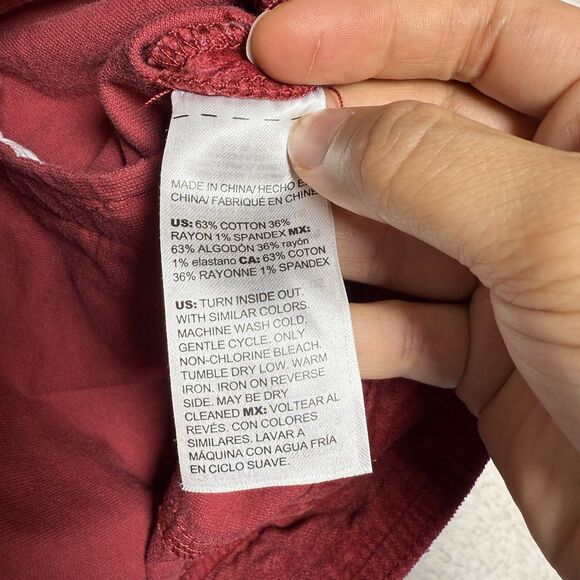 MADE IN CHINA/ HECHO E
CHINA/ FABRIQUÉ EN CHINE
US: 63% COTTON 36%
RAYON 1% SPANDEX MX:
63% ALGODÓN 36% rayón
1% elastano CA: 63% COTON
36% RAYONNE 1% SPANDEX
US: TURN INSIDE OUT
WITH SIMILAR COLORS.
MACHINE WASH COLD,
GENTLE CYCLE. ONLY
NON-CHLORINE BLEACH.
TUMBLE DRY LOW. WARM
IRON. IRON ON REVERSE
SIDE. MAY BE DRY
CLEANED MX: VOLTEAR AL
REVÉS. CON COLORES
SIMILARES. LAVAR A
MÁQUINA CON AGUA FRÍA
EN CICLO SUAVE.